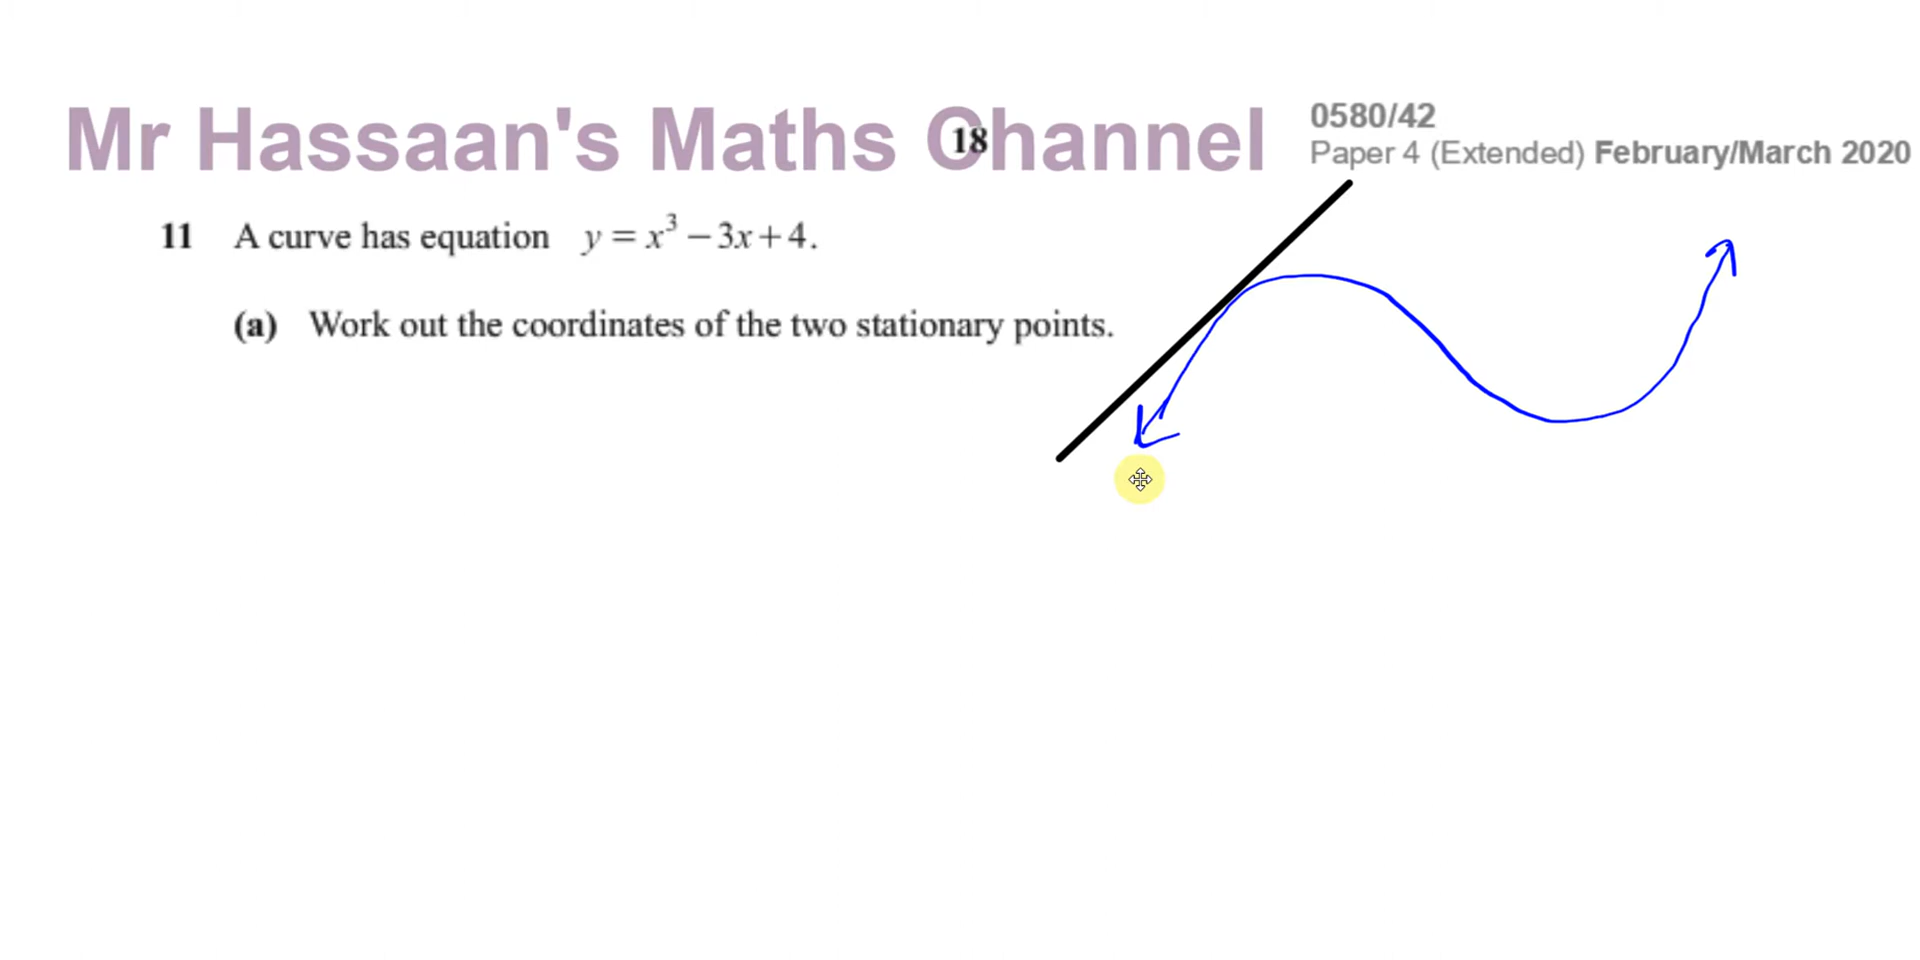 Mr Hassaan's Maths Channel
18
0580/42
Paper 4 (Extended) February/March 2020
11 A curve has equation y = x³ − 3x + 4.
(a) Work out the coordinates of the two stationary points.